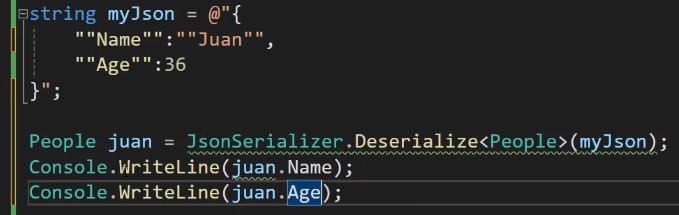 string myJson = @"{
    ""Name"":""Juan"",
    ""Age"":36
}";
People juan = JsonSerializer.Deserialize<People>(myJson);
Console.WriteLine(juan.Name);
Console.WriteLine(juan.Age);